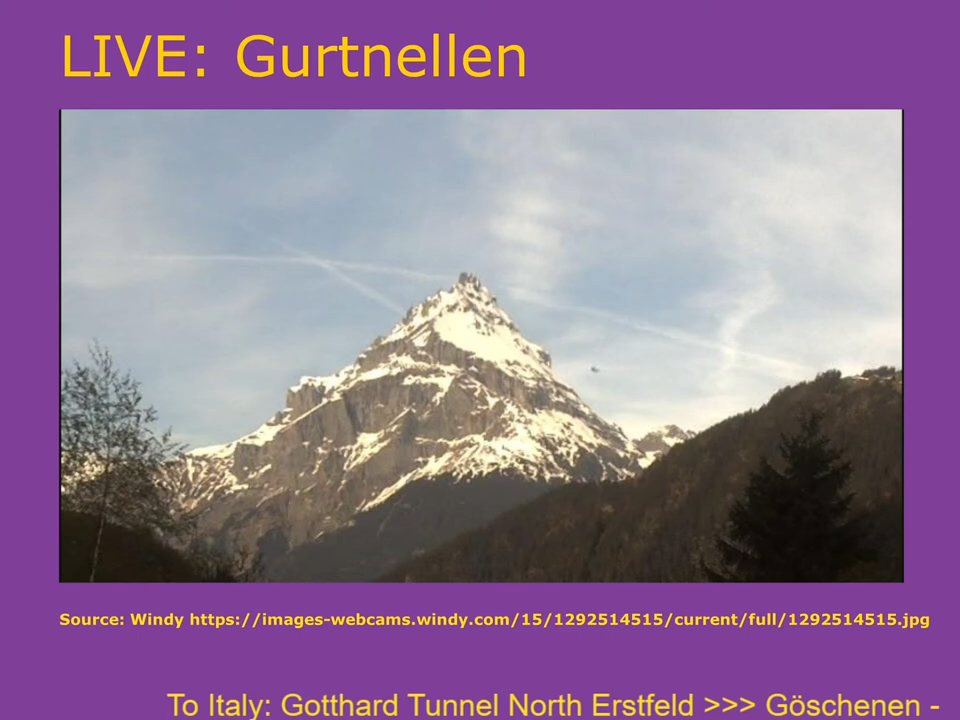 LIVE: Gurtnellen
Source: Windy https://images-webcams.windy.com/15/1292514515/current/full/1292514515.jpg
To Italy: Gotthard Tunnel North Erstfeld >>> Göschenen -